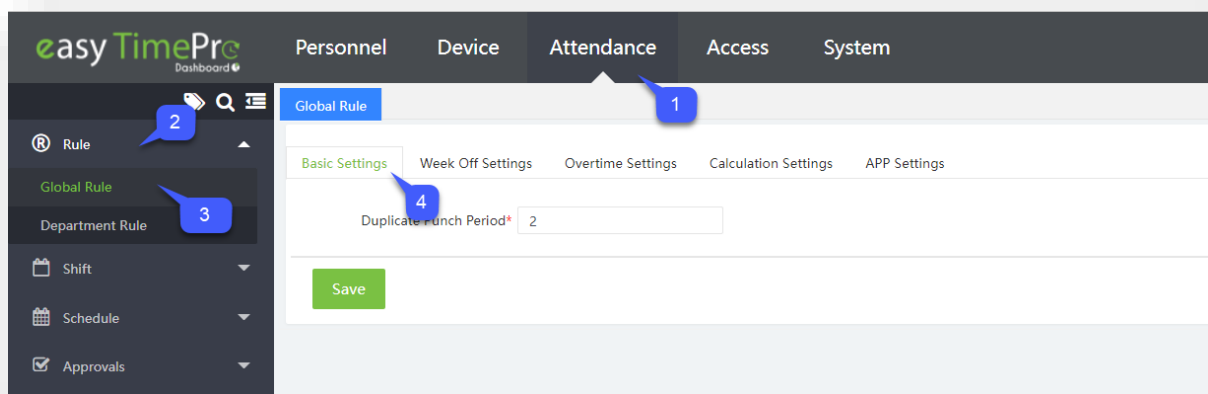 easy TimePro
Dashboard
Personnel Device Attendance Access System
1
Global Rule
2
Rule
Global Rule
3
Department Rule
Shift
Schedule
Approvals
Basic Settings Week Off Settings Overtime Settings Calculation Settings APP Settings
4
Duplicate Punch Period* 2
Save